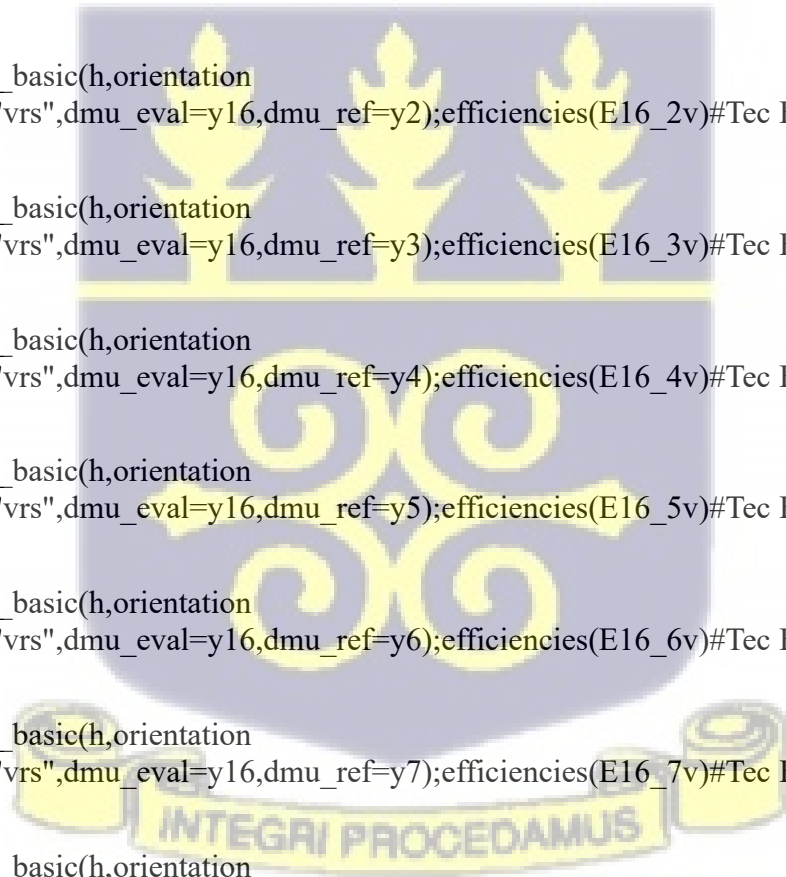 _basic(h,orientation
"vrs",dmu_eval=y16,dmu_ref=y2);efficiencies(E16_2v)#Tec
_basic(h,orientation
"vrs",dmu_eval=y16,dmu_ref=y3);efficiencies(E16_3v)#Tec
_basic(h,orientation
"vrs",dmu_eval=y16,dmu_ref=y4);efficiencies(E16_4v)#Tec
_basic(h,orientation
"vrs",dmu_eval=y16,dmu_ref=y5);efficiencies(E16_5v)#Tec
_basic(h,orientation
"vrs",dmu_eval=y16,dmu_ref=y6);efficiencies(E16_6v)#Tec
_basic(h,orientation
"vrs",dmu_eval=y16,dmu_ref=y7);efficiencies(E16_7v)#Tec
INTEGRI PROCEDAMUS
_basic(h,orientation